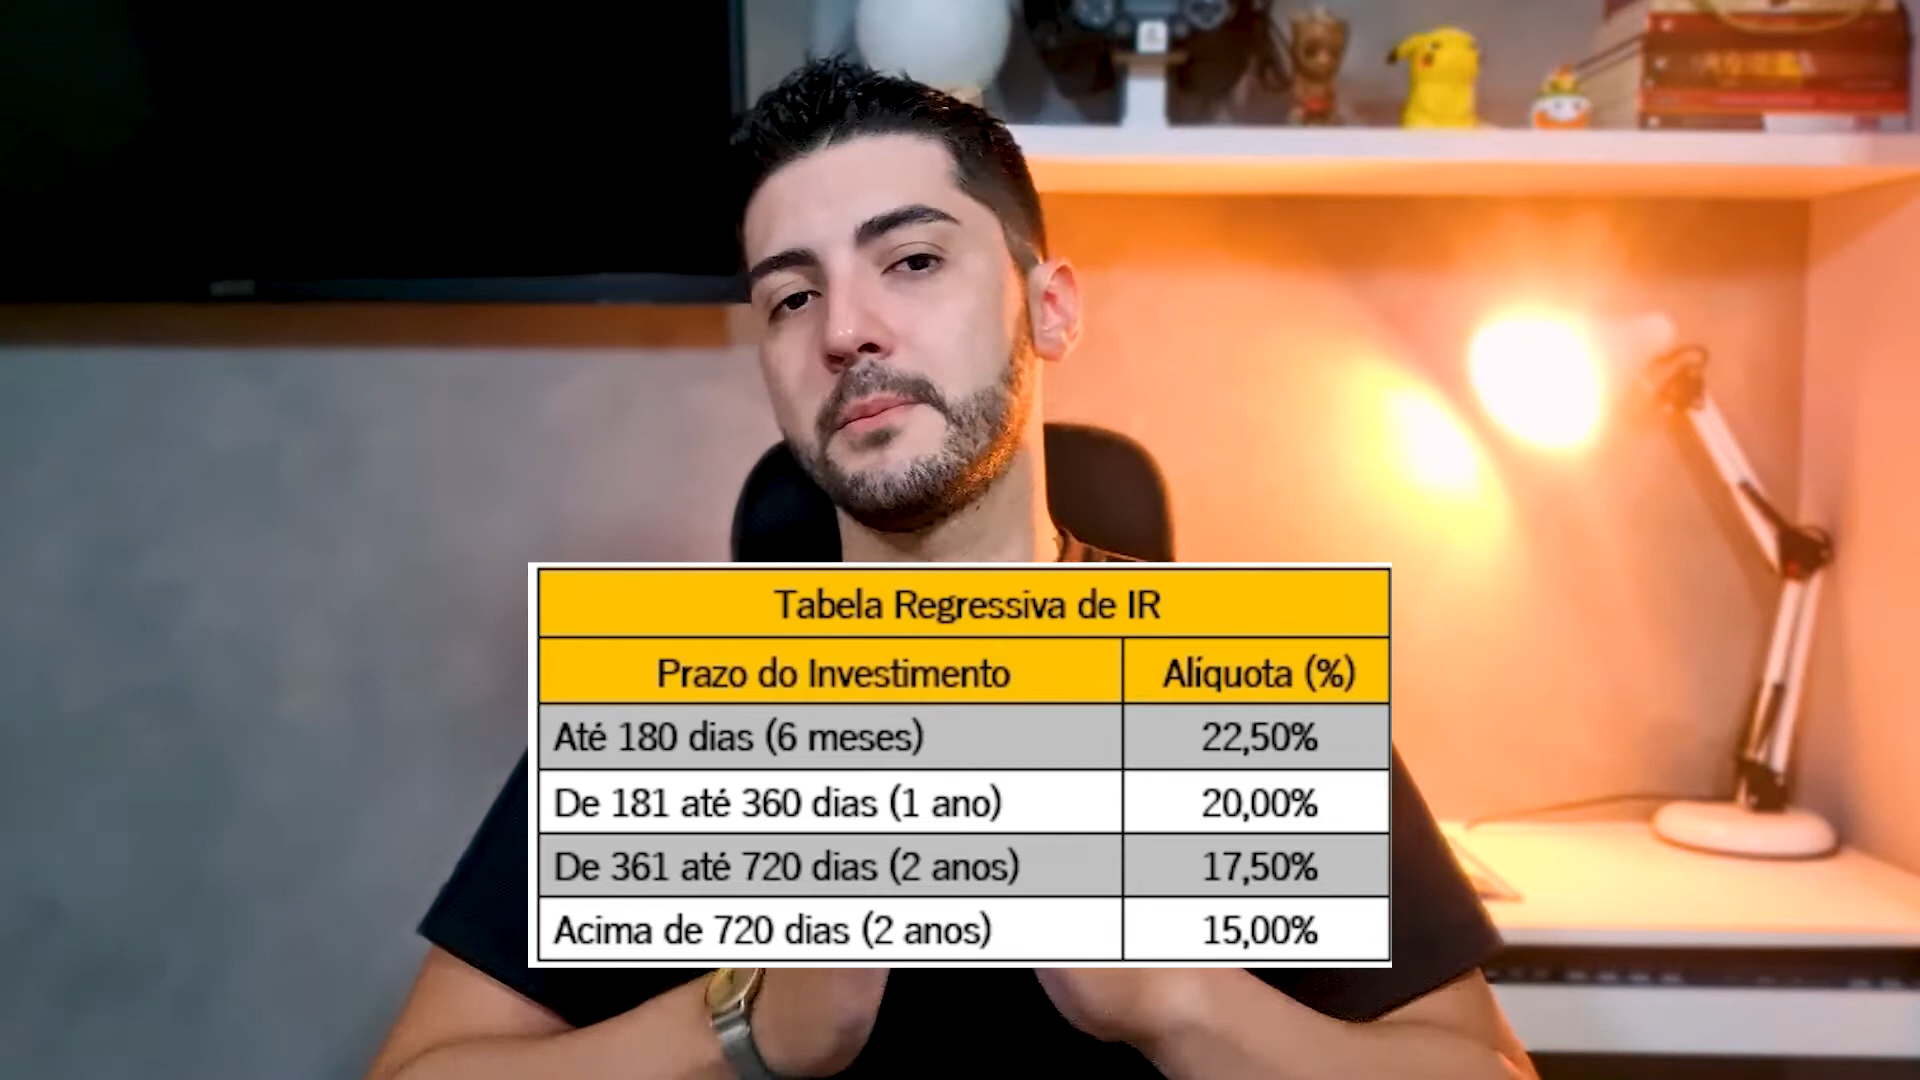 Tabela Regressiva de IR
Prazo do Investimento Alíquota (%)
Até 180 dias (6 meses) 22,50%
De 181 até 360 dias (1 ano) 20,00%
De 361 até 720 dias (2 anos) 17,50%
Acima de 720 dias (2 anos) 15,00%